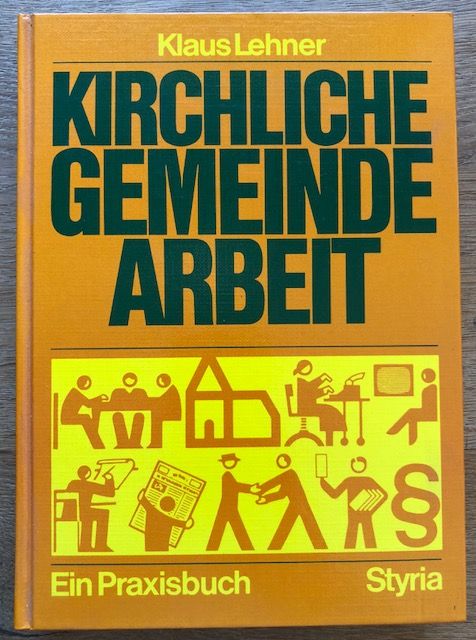 Klaus Lehner
KIRCHLICHE
GEMEINDE
ARBEIT
§
Ein Praxisbuch
Styria